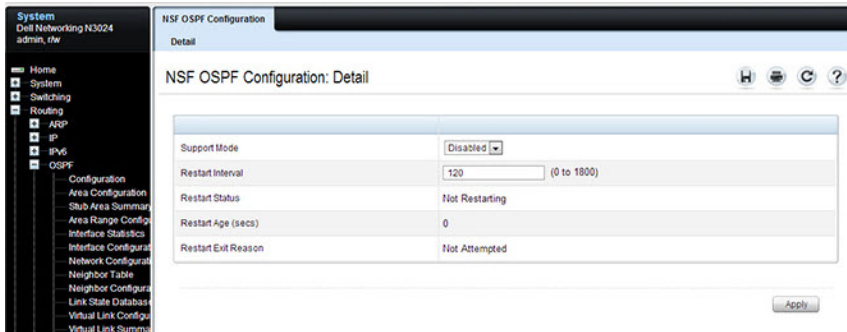 System
Dell Networking N3024
admin, r/w
Home
System
Switching
Routing
ARP
IP
IPv6
OSPF
Configuration
Area Configuration
Stub Area Summary
Area Range Configu
Interface Statistics
Interface Configurat
Network Configurati
Neighbor Table
Neighbor Configura
Link State Database
Virtual Link Configu
Virtual Link Summa
NSF OSPF Configuration
Detail
NSF OSPF Configuration: Detail
?
Support Mode Disabled
Restart Interval 120 (0 to 1800)
Restart Status Not Restarting
Restart Age (secs) 0
Restart Exit Reason Not Attempted
Apply